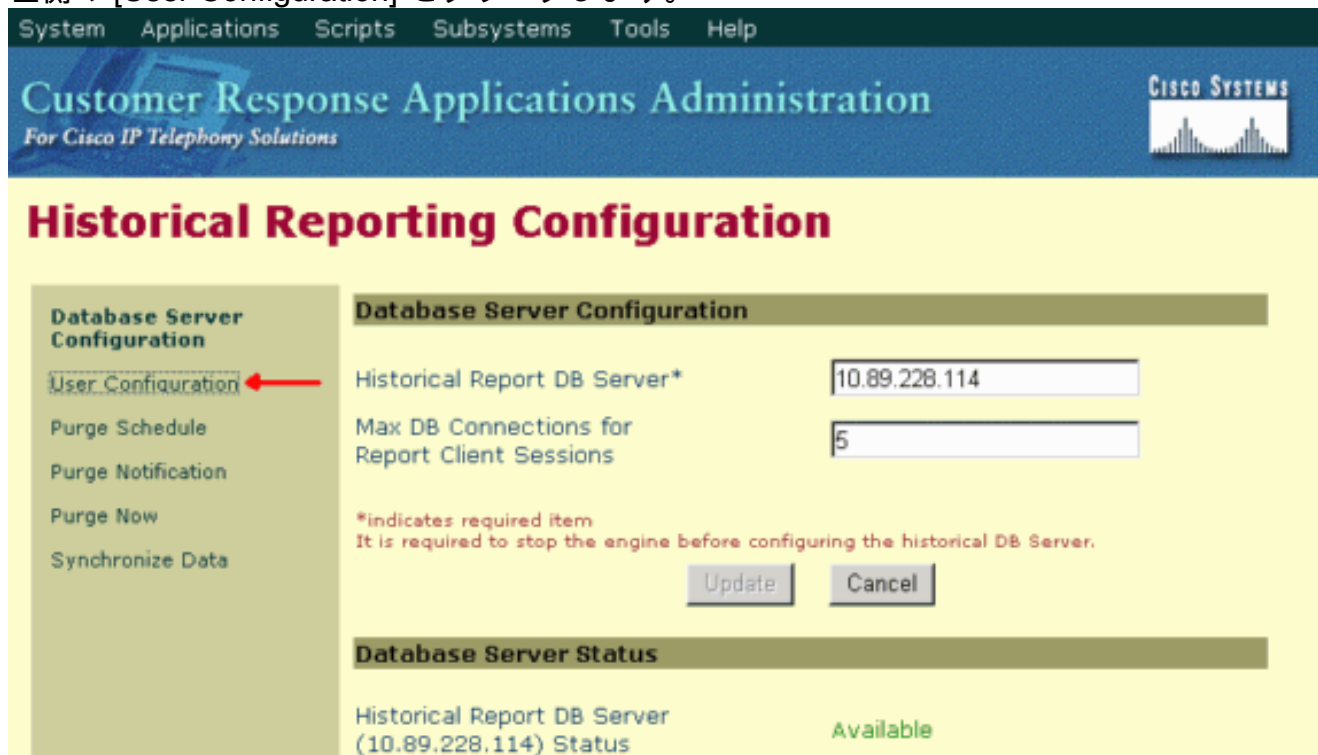 [User Configuration]
System Applications Scripts Subsystems Tools Help
Customer Response Applications Administration
For Cisco IP Telephony Solutions
CISCO SYSTEMS
Historical Reporting Configuration
Database Server
Configuration
User Configuration
Purge Schedule
Purge Notification
Purge Now
Synchronize Data
Database Server Configuration
Historical Report DB Server*
10.89.228.114
Max DB Connections for
Report Client Sessions
5
*indicates required item
It is required to stop the engine before configuring the historical DB Server.
Update Cancel
Database Server Status
Historical Report DB Server
(10.89.228.114) Status
Available